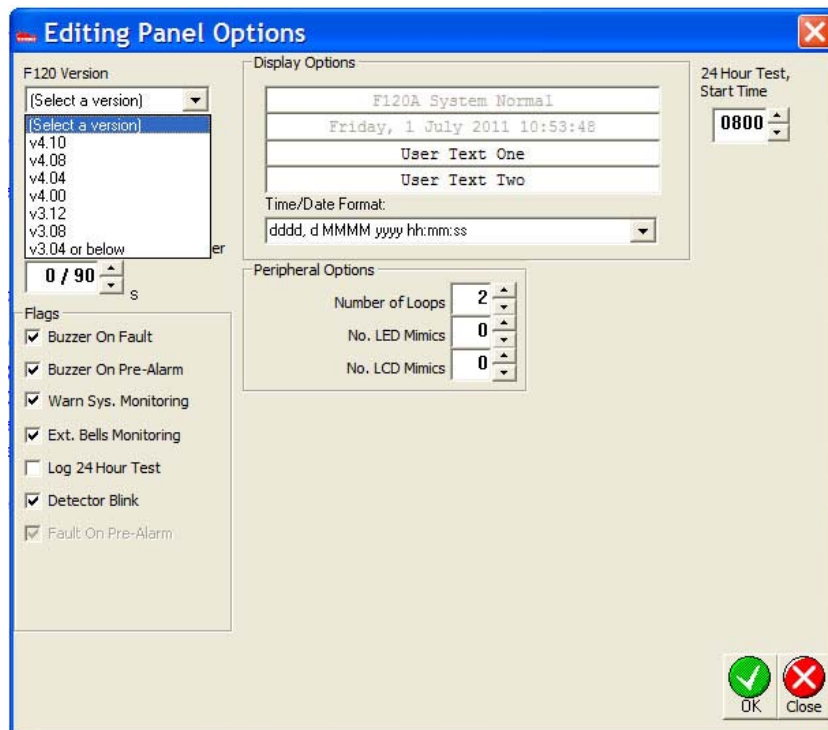 Editing Panel Options
F120 Version
(Select a version)
(Select a version)
v4.10
v4.08
v4.04
v4.00
v3.12
v3.08
v3.04 or below
er
0 / 90
s
Flags
Buzzer On Fault
Buzzer On Pre-Alarm
Warn Sys. Monitoring
Ext. Bells Monitoring
Log 24 Hour Test
Detector Blink
Fault On Pre-Alarm
Display Options
F120A System Normal
Friday, 1 July 2011 10:53:48
User Text One
User Text Two
Time/Date Format:
dddd, d MMMM yyyy hh:mm:ss
Peripheral Options
Number of Loops 2
No. LED Mimics 0
No. LCD Mimics 0
24 Hour Test,
Start Time
0800
OK
Close